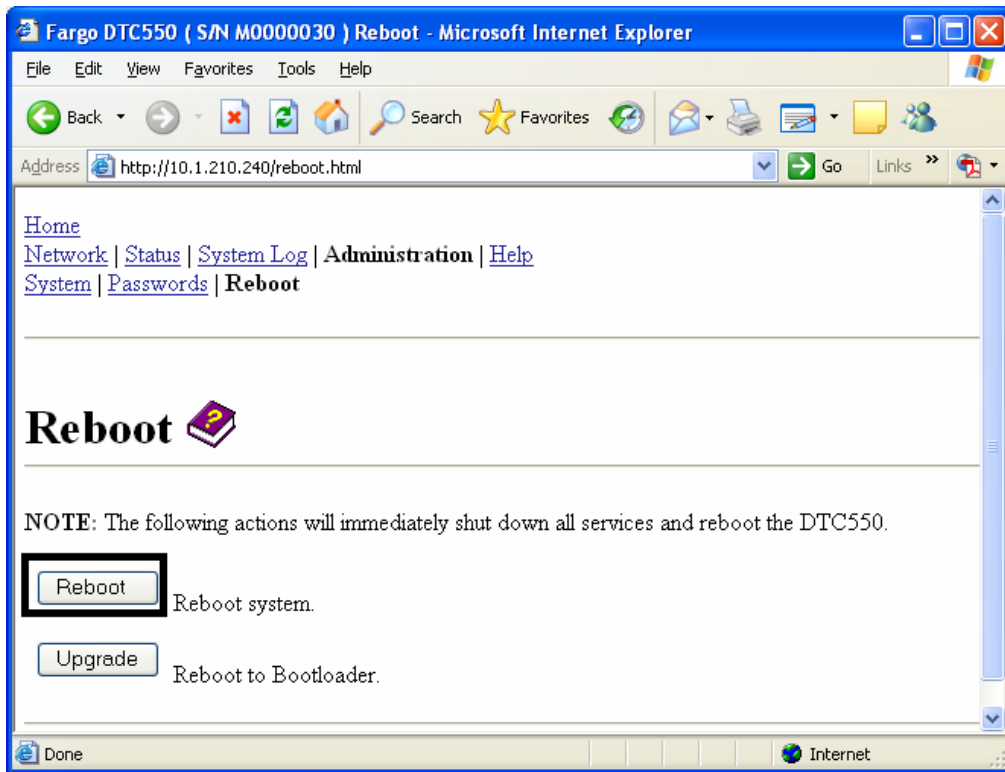 Fargo DTC550 ( S/N M0000030 ) Reboot - Microsoft Internet Explorer
File Edit View Favorites Tools Help
Back Search Favorites
Address http://10.1.210.240/reboot.html Go Links »
Home
Network | Status | System Log | Administration | Help
System | Passwords | Reboot
Reboot ?
NOTE: The following actions will immediately shut down all services and reboot the DTC550.
Reboot Reboot system.
Upgrade Reboot to Bootloader.
Done Internet